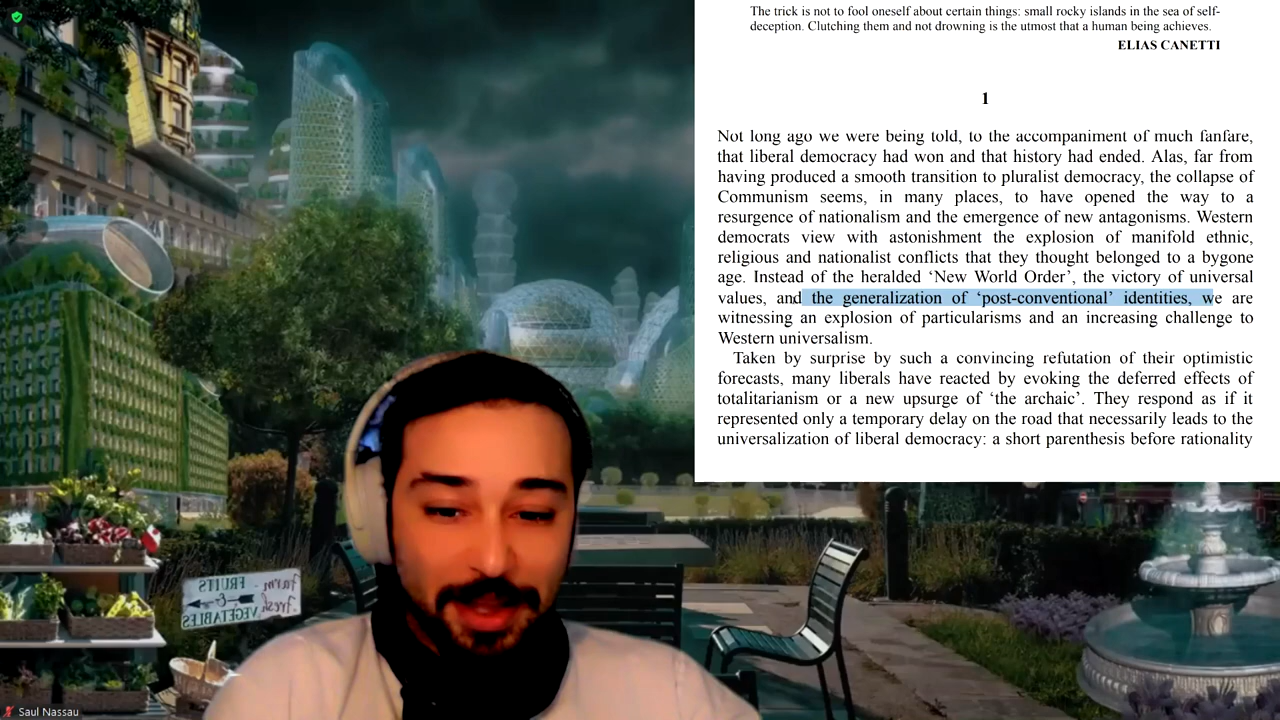 The trick is not to fool oneself about certain things: small rocky islands in the sea of self-
deception. Clutching them and not drowning is the utmost that a human being achieves.
ELIAS CANETTI
1
Not long ago we were being told, to the accompaniment of much fanfare,
that liberal democracy had won and that history had ended. Alas, far from
having produced a smooth transition to pluralist democracy, the collapse of
Communism seems, in many places, to have opened the way to a
resurgence of nationalism and the emergence of new antagonisms. Western
democrats view with astonishment the explosion of manifold ethnic,
religious and nationalist conflicts that they thought belonged to a bygone
age. Instead of the heralded ‘New World Order’, the victory of universal
values, and the generalization of ‘post-conventional’ identities, we are
witnessing an explosion of particularisms and an increasing challenge to
Western universalism.
Taken by surprise by such a convincing refutation of their optimistic
forecasts, many liberals have reacted by evoking the deferred effects of
totalitarianism or a new upsurge of ‘the archaic’. They respond as if it
represented only a temporary delay on the road that necessarily leads to the
universalization of liberal democracy: a short parenthesis before rationality
Farm Fresh
FRUITS
&
VEGETABLES
Saul Nassau